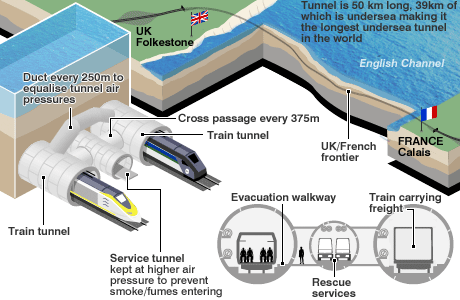 Tunnel is 50 km long, 39km of
which is undersea making it
the longest undersea tunnel
in the world
UK
Folkestone
English Channel
Duct every 250m to
equalise tunnel air
pressures
Cross passage every 375m
Train tunnel
UK/French
frontier
FRANCE
Calais
Train tunnel
Service tunnel
kept at higher air
pressure to prevent
smoke/fumes entering
Evacuation walkway
Train carrying
freight
Rescue
services